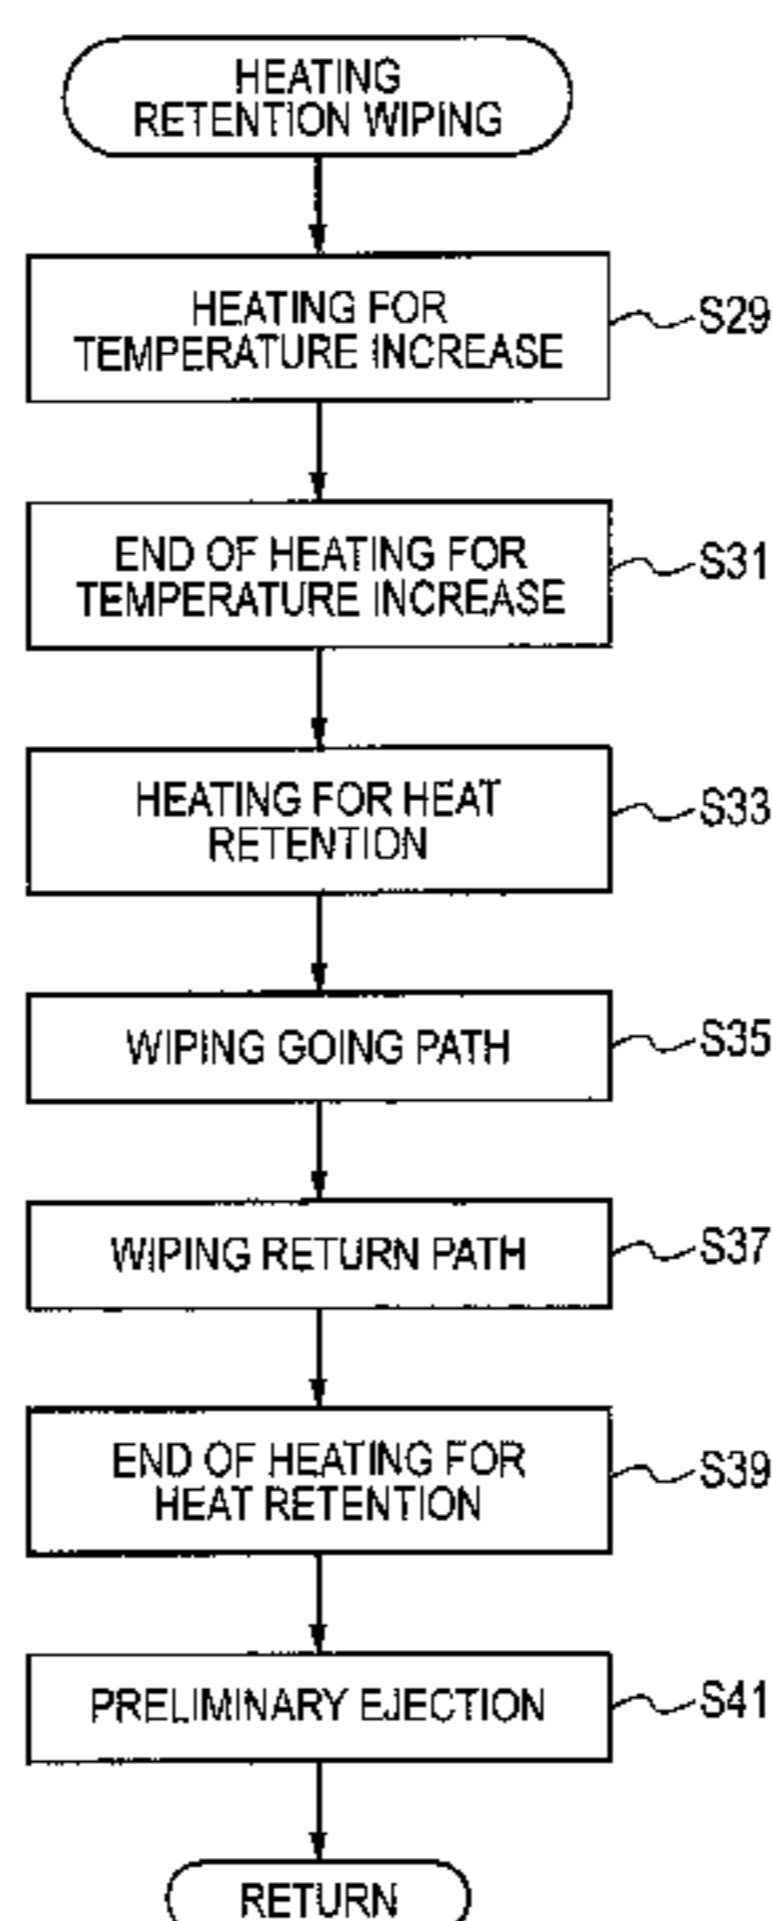 HEATING
RETENTION WIPING
HEATING FOR
TEMPERATURE INCREASE
S29
END OF HEATING FOR
TEMPERATURE INCREASE
S31
HEATING FOR HEAT
RETENTION
S33
WIPING GOING PATH
S35
WIPING RETURN PATH
S37
END OF HEATING FOR
HEAT RETENTION
S39
PRELIMINARY EJECTION
S41
RETURN